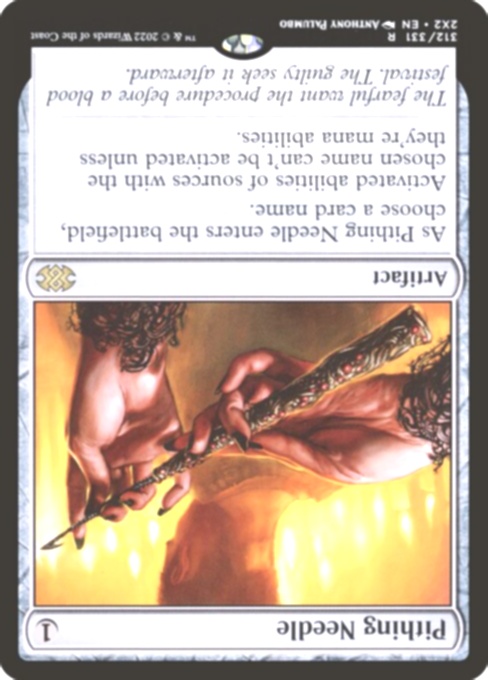 Pithing Needle
1
Artifact
As Pithing Needle enters the battlefield,
choose a card name.
Activated abilities of sources with the
chosen name can't be activated unless
they're mana abilities.
The fearful want the procedure before a blood
festival. The guilty seek it afterward.
312/331 R
2X2 • EN Anthony Palumbo
™ & © 2022 Wizards of the Coast